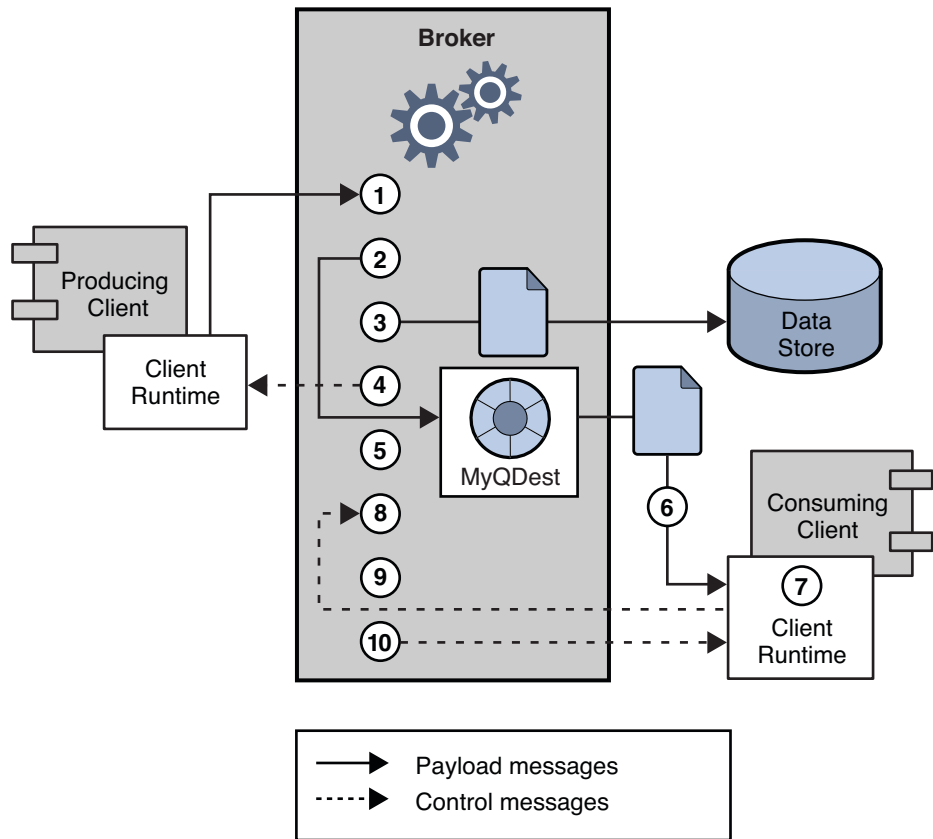 Broker
1
Producing
Client
2
3
Data
Store
Client
Runtime
4
5
MyQDest
6
Consuming
Client
8
9
7
Client
Runtime
10
Payload messages
Control messages